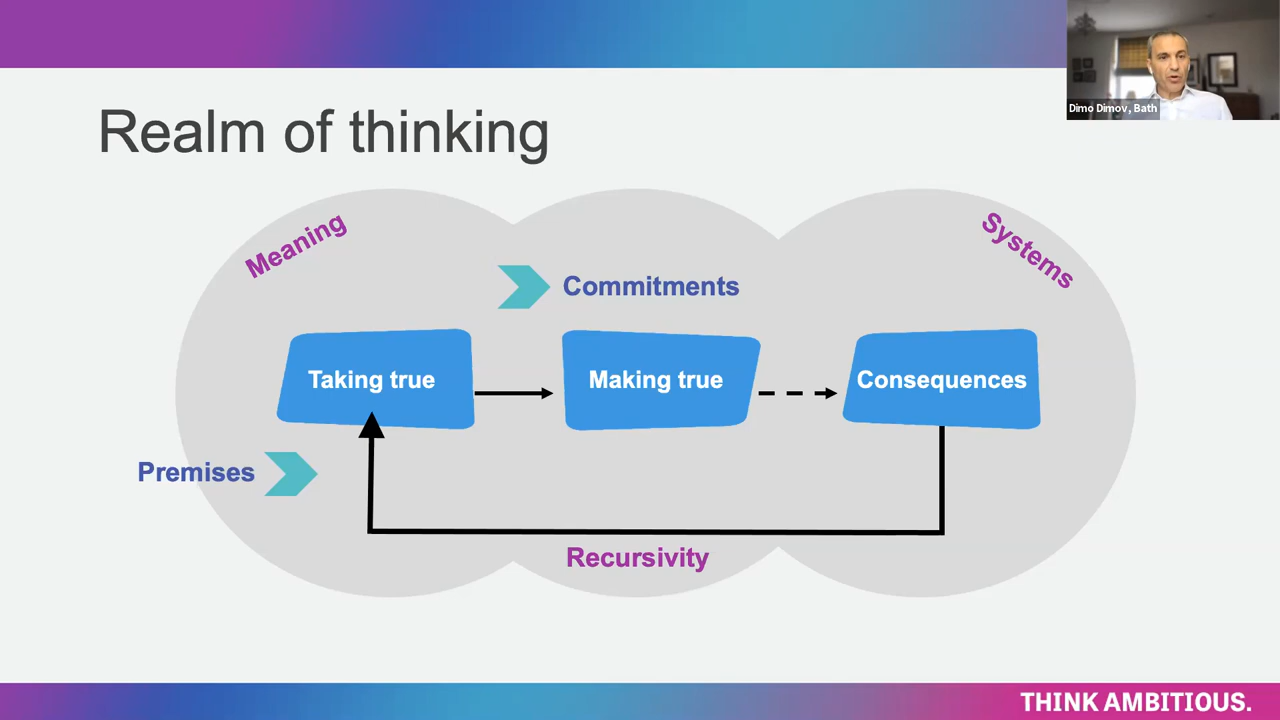 Dimo Dimov, Bath
Realm of thinking
Meaning
Systems
Commitments
Taking true
Making true
Consequences
Premises
Recursivity
THINK AMBITIOUS.